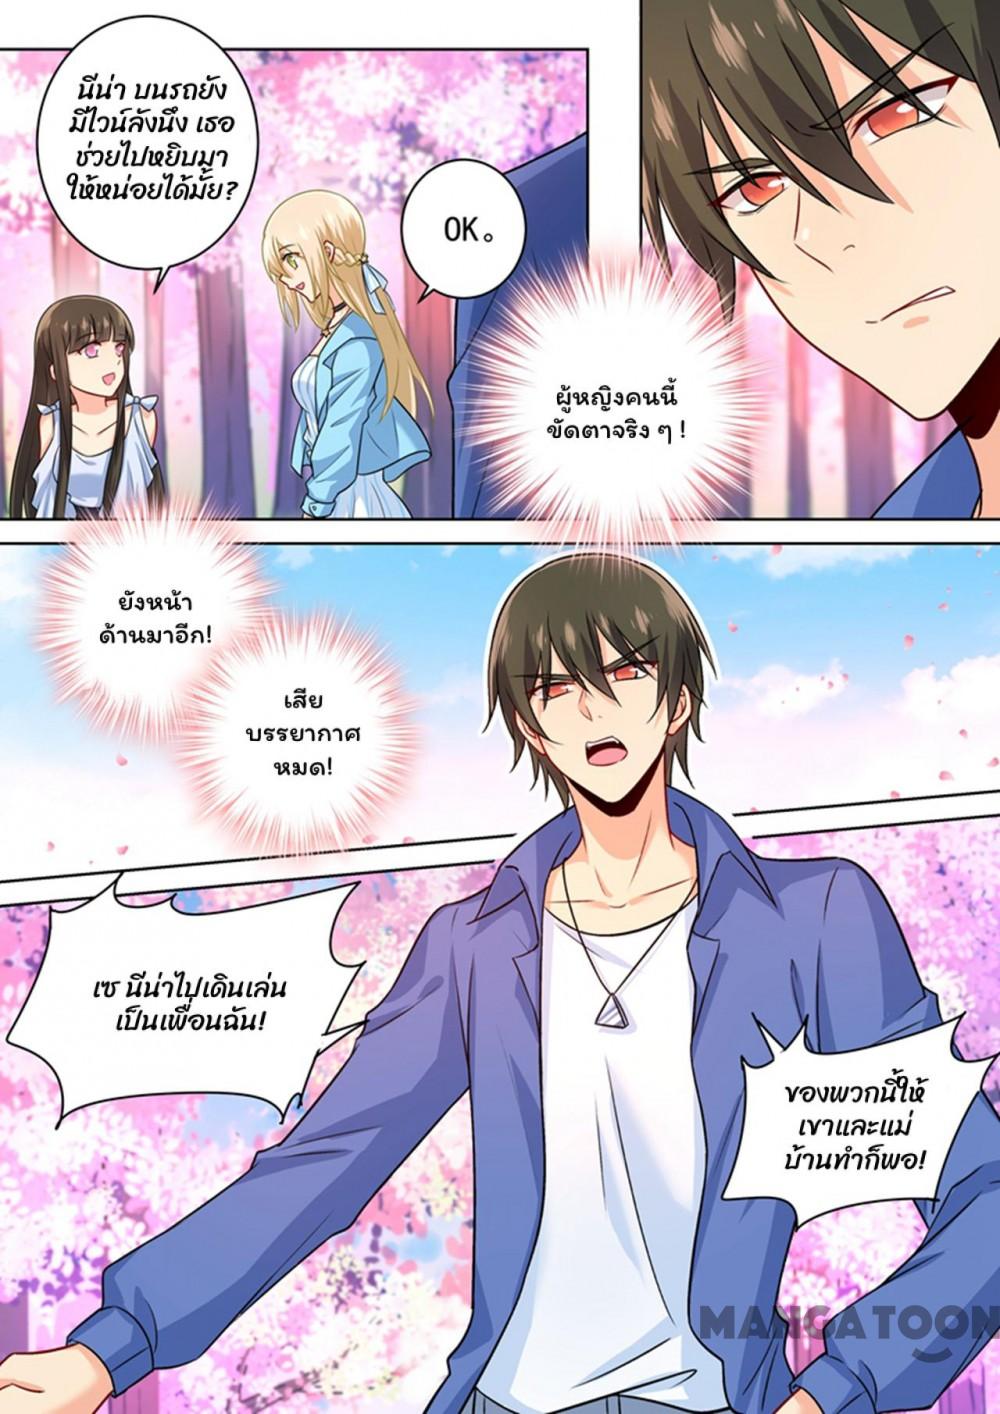 นีน่า บนรถยัง
มีไวน์ลังนึง เธอ
ช่วยไปหยิบมา
ให้หน่อยได้มั้ย?
OK。
ผู้หญิงคนนี้
ขัดตาจริง ๆ !
ยังหน้า
ด้านมาอีก!
เสีย
บรรยากาศ
หมด!
เซ นีน่าไปเดินเล่น
เป็นเพื่อนฉัน!
ของพวกนี้ให้
เขาและแม่
บ้านทำก็พอ!
MANGATOON